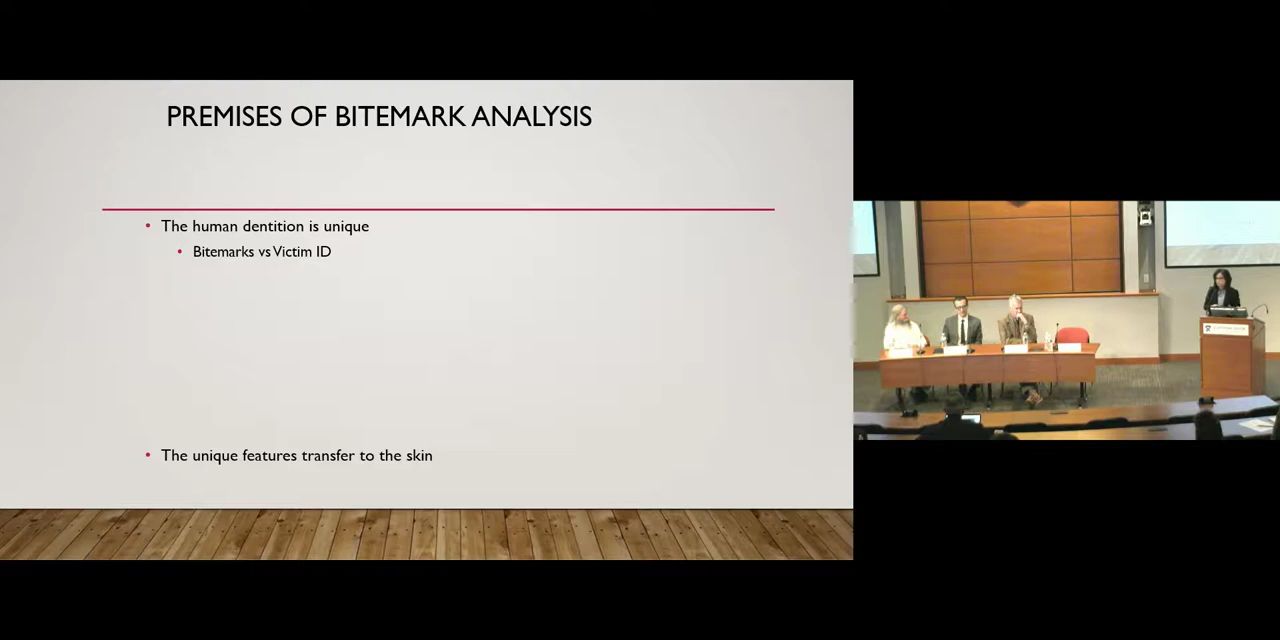 PREMISES OF BITEMARK ANALYSIS
The human dentition is unique
Bitemarks vs Victim ID
The unique features transfer to the skin